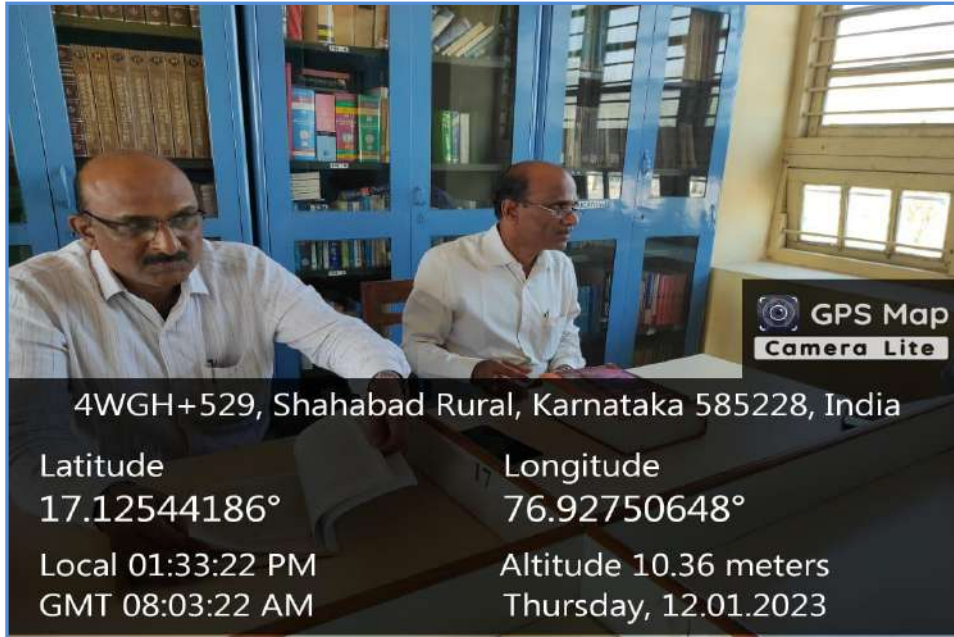 GPS Map
Camera Lite
4WGH+529, Shahabad Rural, Karnataka 585228, India
Latitude
17.12544186°
Longitude
76.92750648°
Local 01:33:22 PM
GMT 08:03:22 AM
Altitude 10.36 meters
Thursday, 12.01.2023
17